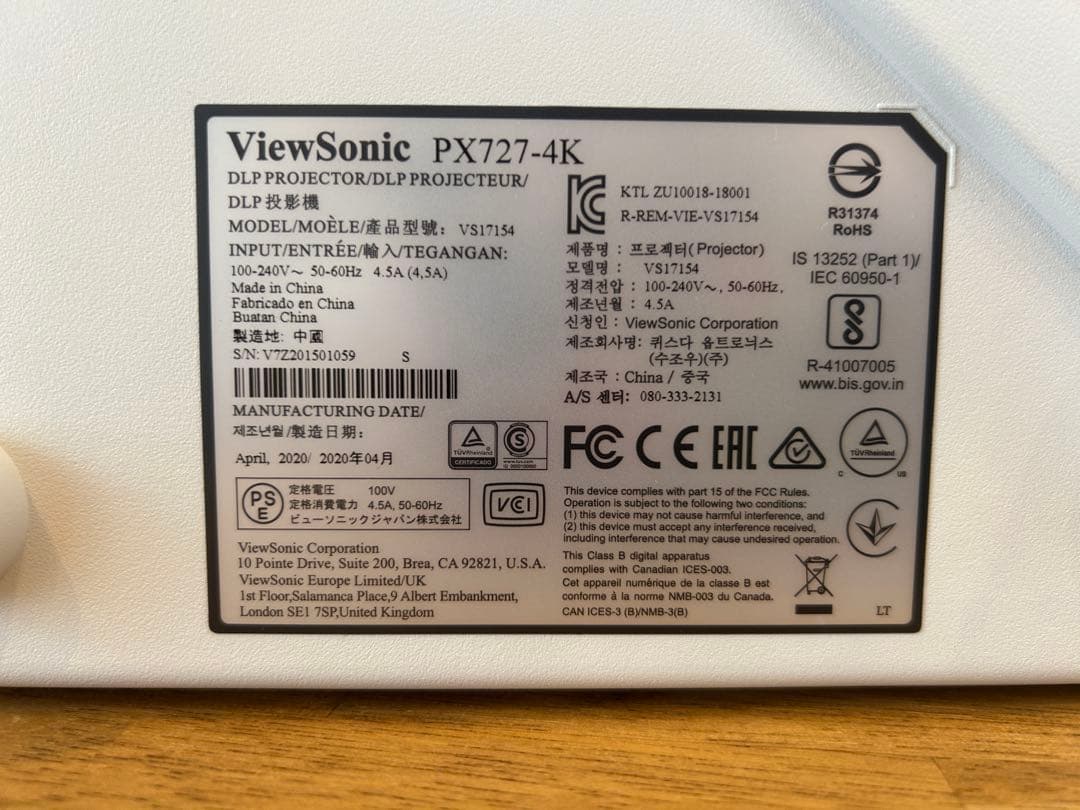 ViewSonic PX727-4K
DLP PROJECTOR/DLP PROJECTEUR/
DLP 投影機
MODEL/MOÈLE/產品型號: VS17154
INPUT/ENTRÉE/輸入/TEGANGAN:
100-240V～ 50-60Hz 4.5A (4,5A)
Made in China
Fabricado en China
Buatan China
製造地: 中國
S/N: V7Z201501059 S
MANUFACTURING DATE/
제조년월/製造日期:
April, 2020/ 2020年04月
TÜVRheinland
CERTIFICADO
S
www.tuv.com
PSE
定格電圧 100V
定格消費電力 4.5A, 50-60Hz
ビューソニックジャパン株式会社
VCI
ViewSonic Corporation
10 Pointe Drive, Suite 200, Brea, CA 92821, U.S.A.
ViewSonic Europe Limited/UK
1st Floor,Salamanca Place,9 Albert Embankment,
London SE1 7SP,United Kingdom
KTL ZU10018-18001
R-REM-VIE-VS17154
제품명 : 프로젝터( Projector)
모델명 : VS17154
정격전압 : 100-240V～, 50-60Hz,
제조년월 : 4.5A
신청인 : ViewSonic Corporation
제조회사명: 퀴스다 옵트로닉스
(수조우)(주)
제조국 : China / 중국
A/S 센터: 080-333-2131
R31374
RoHS
IS 13252 (Part 1)/
IEC 60950-1
R-41007005
www.bis.gov.in
FC CE EAC
TÜVRheinland
C US
This device complies with part 15 of the FCC Rules.
Operation is subject to the following two conditions:
(1) this device may not cause harmful interference, and
(2) this device must accept any interference received,
including interference that may cause undesired operation.
This Class B digital apparatus
complies with Canadian ICES-003.
Cet appareil numérique de la classe B est
conforme à la norme NMB-003 du Canada.
CAN ICES-3 (B)/NMB-3(B)
LT